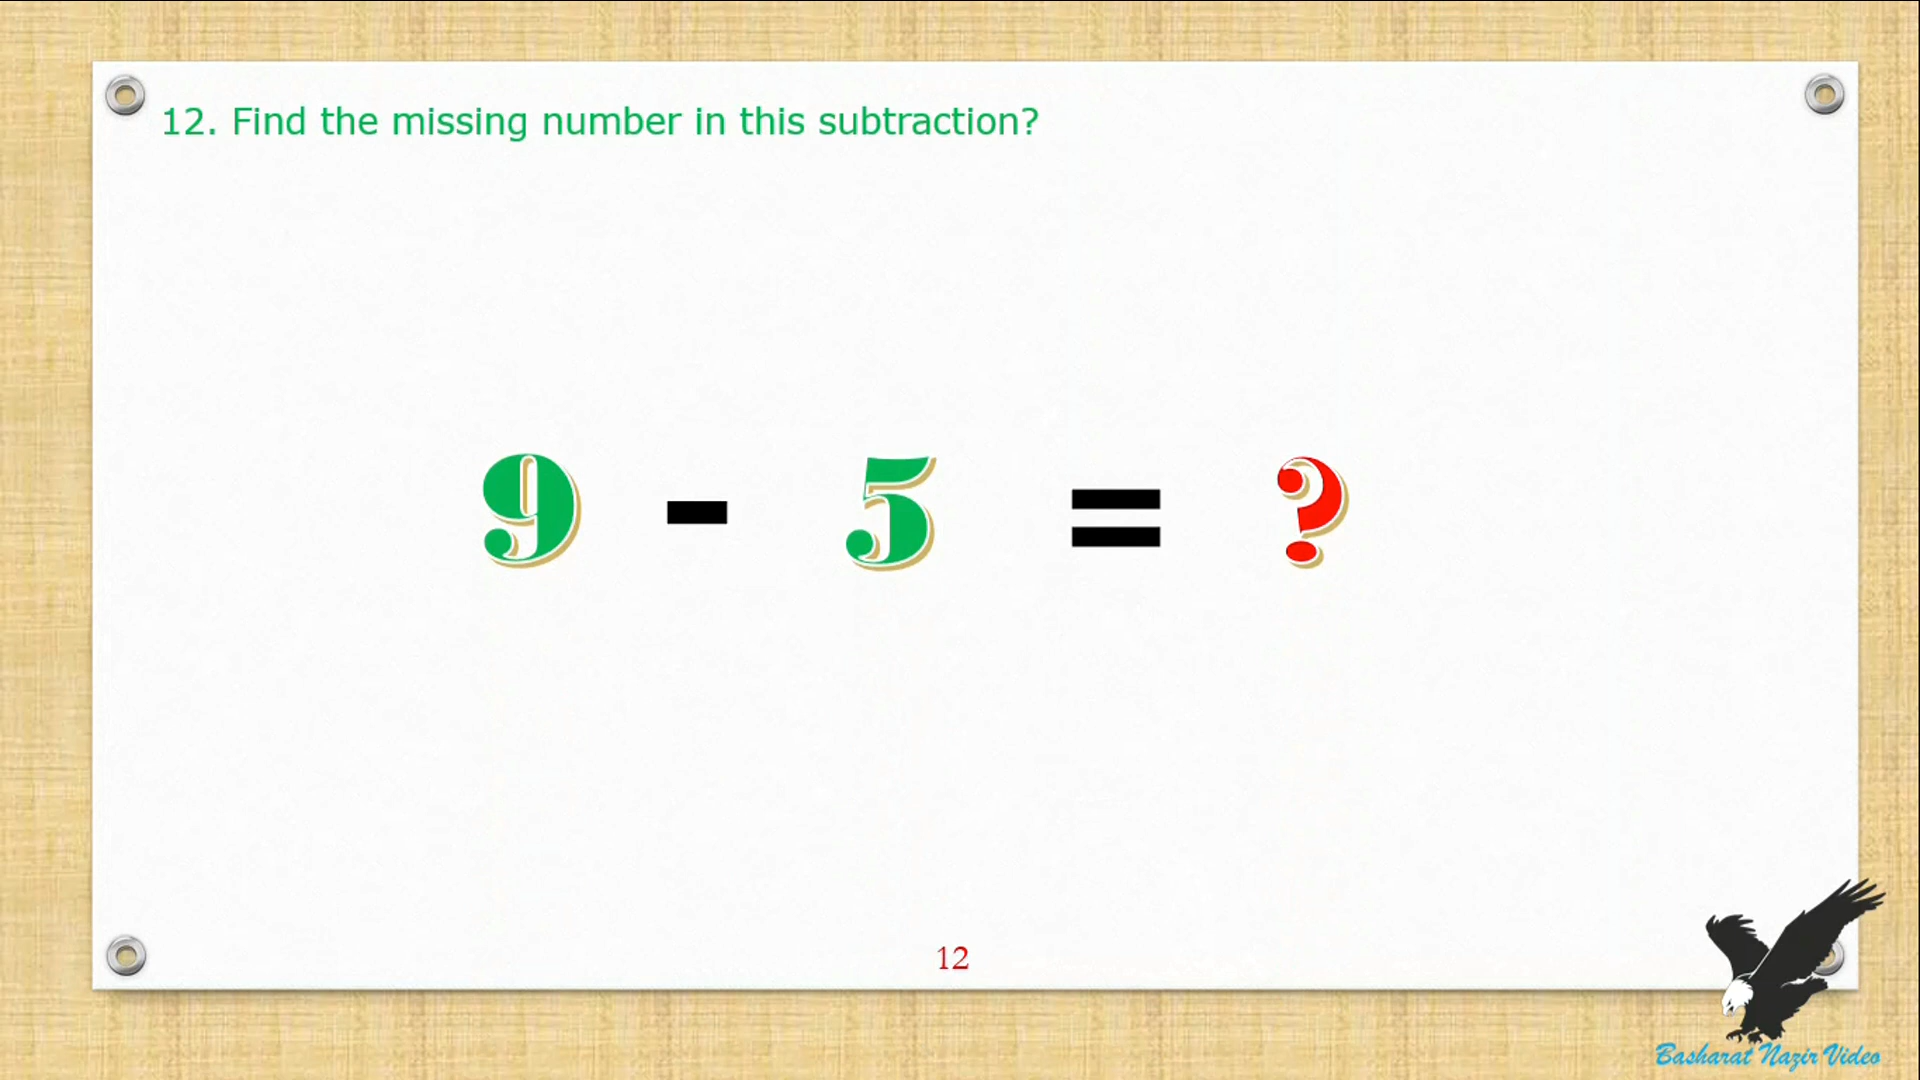 12. Find the missing number in this subtraction?
9 - 5 = ?
12
Basharat Nazir Video